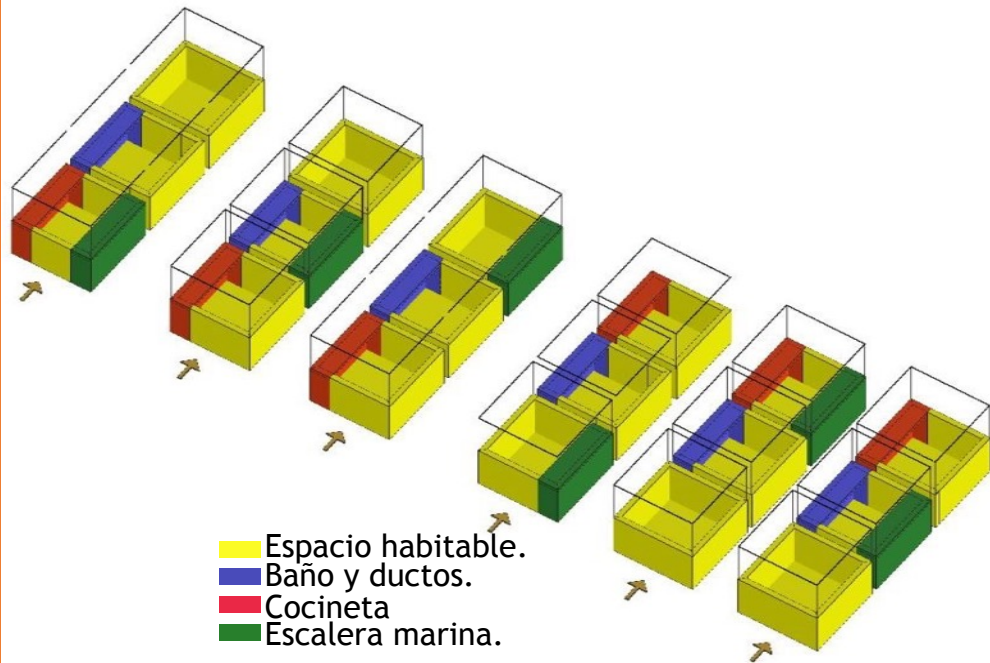 Espacio habitable.
Baño y ductos.
Cocineta
Escalera marina.